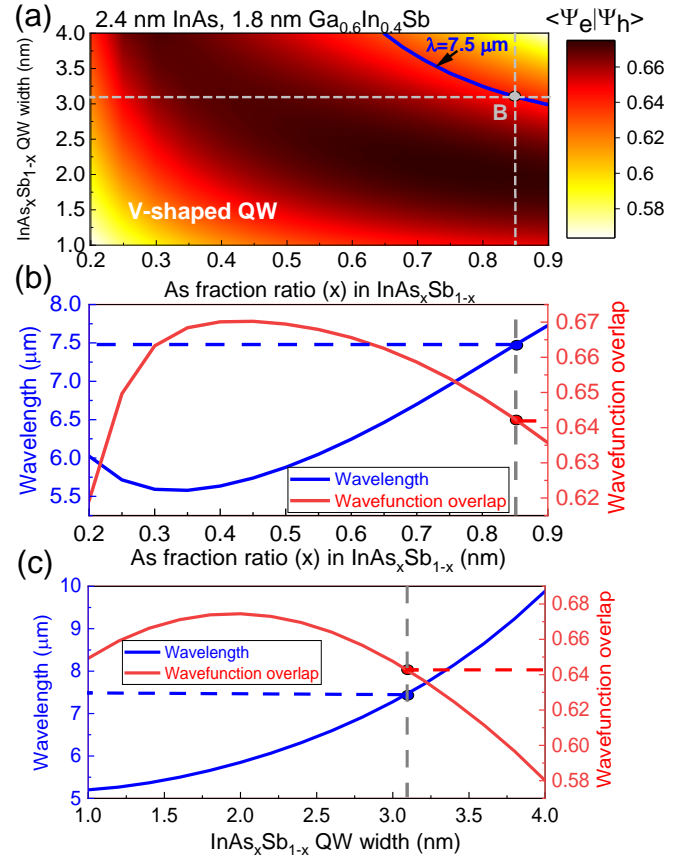 (a) 2.4 nm InAs, 1.8 nm Ga0.6In0.4Sb <Ψe|Ψh>
InAsxSb1-x QW width (nm)
4.0
3.5
3.0
2.5
2.0
1.5
1.0
λ=7.5 μm
B
V-shaped QW
0.66
0.64
0.62
0.60
0.58
0.2 0.3 0.4 0.5 0.6 0.7 0.8 0.9
As fraction ratio (x) in InAsxSb1-x
(b)
Wavelength (μm)
8.0
7.5
7.0
6.5
6.0
5.5
Wavelength
Wavefunction overlap
0.67
0.66
0.65
0.64
0.63
0.62
Wavefunction overlap
0.2 0.3 0.4 0.5 0.6 0.7 0.8 0.9
As fraction ratio (x) in InAsxSb1-x (nm)
(c)
Wavelength (μm)
10
9
8
7
6
5
Wavelength
Wavefunction overlap
0.68
0.66
0.64
0.62
0.60
0.58
Wavefunction overlap
1.0 1.5 2.0 2.5 3.0 3.5 4.0
InAsxSb1-x QW width (nm)